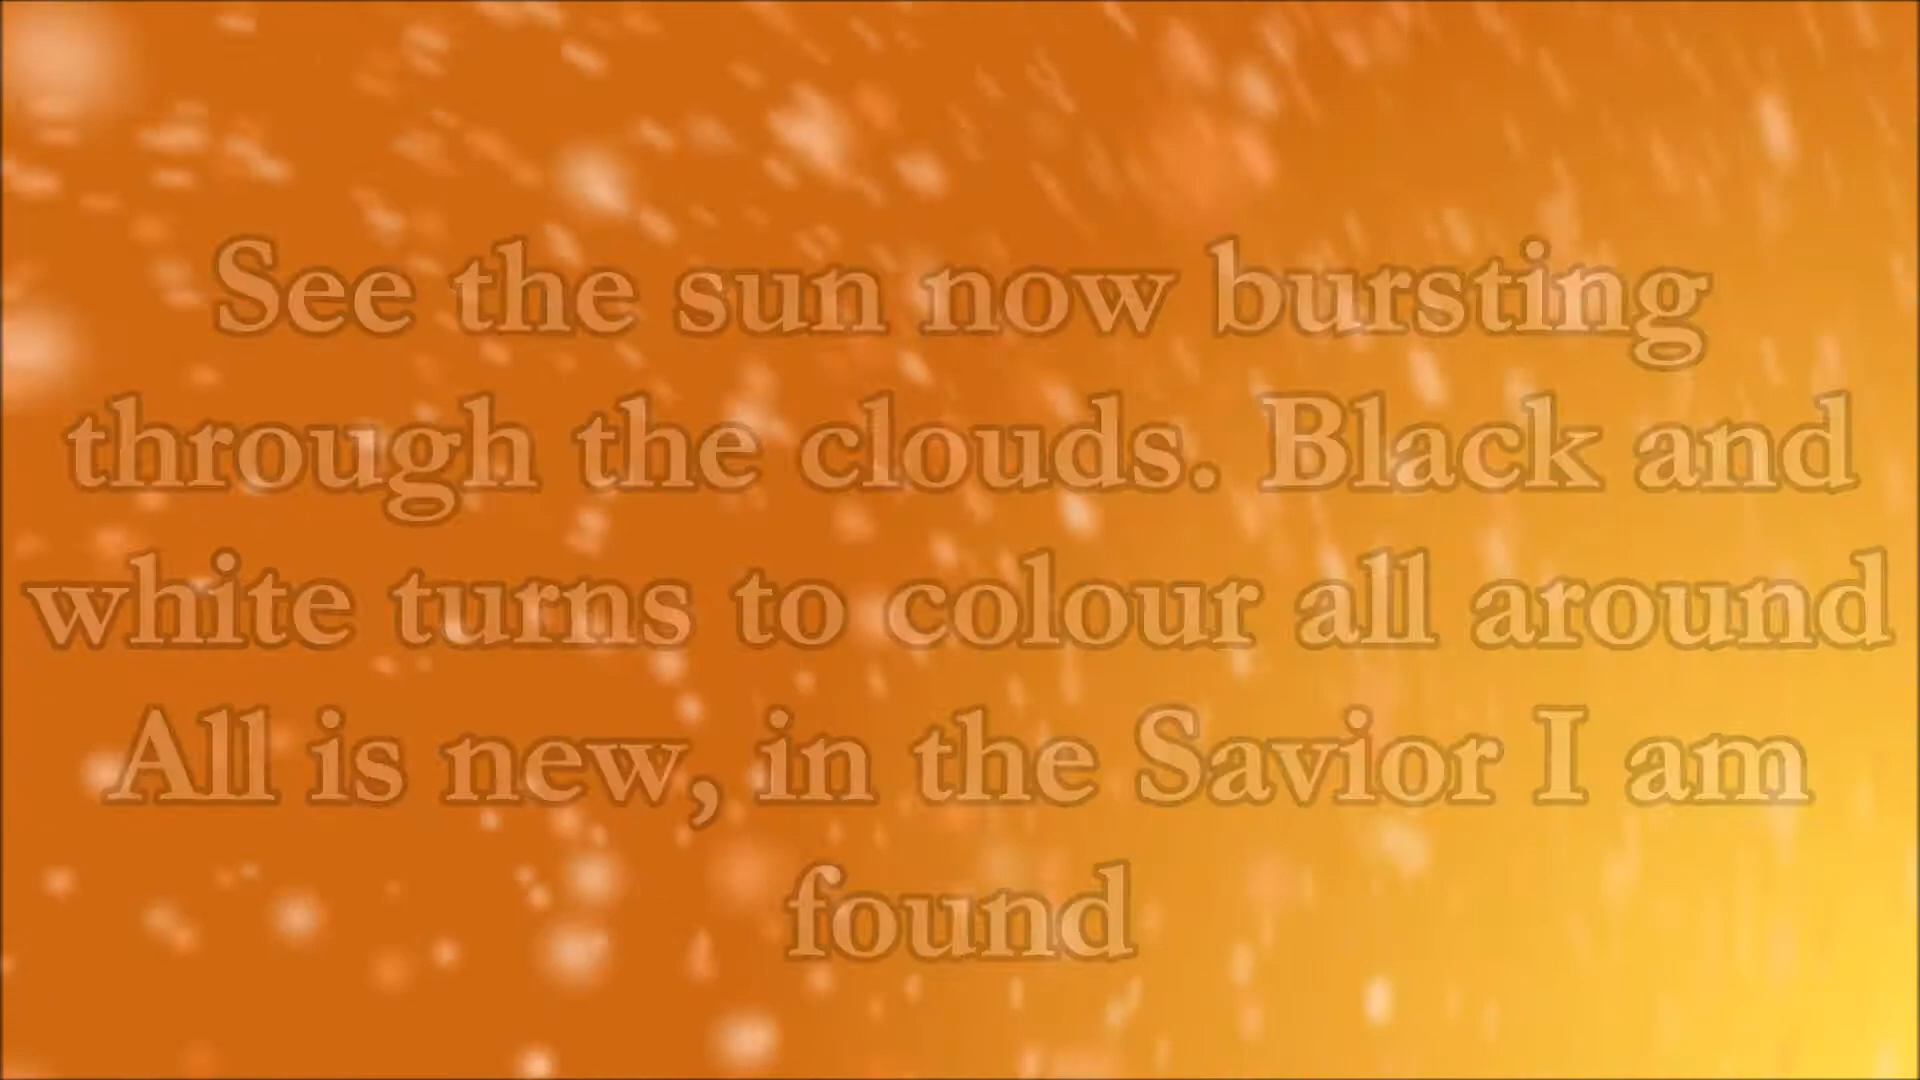 See the sun now bursting
through the clouds. Black and
white turns to colour all around
All is new, in the Savior I am
found